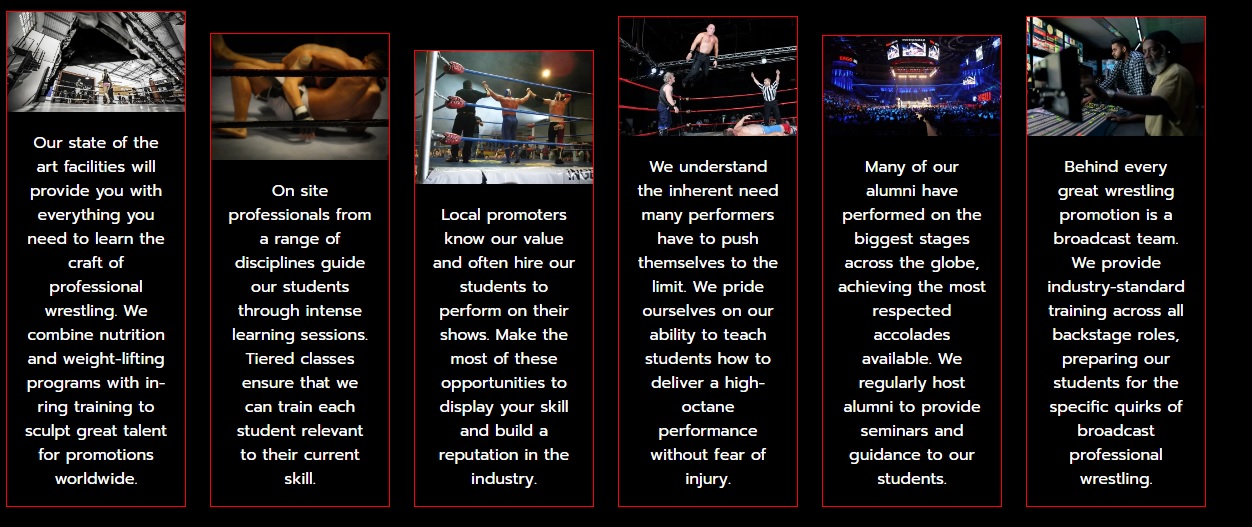 Our state of the
art facilities will
provide you with
everything you
need to learn the
craft of
professional
wrestling. We
combine nutrition
and weight-lifting
programs with in-
ring training to
sculpt great talent
for promotions
worldwide.
On site
professionals from
a range of
disciplines guide
our students
through intense
learning sessions.
Tiered classes
ensure that we
can train each
student relevant
to their current
skill.
Local promoters
know our value
and often hire our
students to
perform on their
shows. Make the
most of these
opportunities to
display your skill
and build a
reputation in the
industry.
We understand
the inherent need
many performers
have to push
themselves to the
limit. We pride
ourselves on our
ability to teach
students how to
deliver a high-
octane
performance
without fear of
injury.
Many of our
alumni have
performed on the
biggest stages
across the globe,
achieving the most
respected
accolades
available. We
regularly host
alumni to provide
seminars and
guidance to our
students.
Behind every
great wrestling
promotion is a
broadcast team.
We provide
industry-standard
training across all
backstage roles,
preparing our
students for the
specific quirks of
broadcast
professional
wrestling.